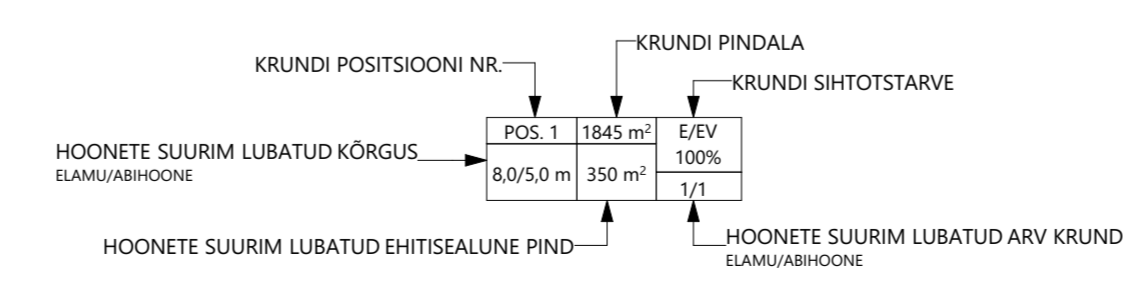 KRUNDI PINDALA
KRUNDI POSITSIOONI NR.
KRUNDI SIHTOTSTARVE
POS. 1 1845 m² E/EV
100%
HOONETE SUURIM LUBATUD KÕRGUS
ELAMU/ABIHOONE
8,0/5,0 m 350 m²
1/1
HOONETE SUURIM LUBATUD EHITISEALUNE PIND
HOONETE SUURIM LUBATUD ARV KRUND
ELAMU/ABIHOONE